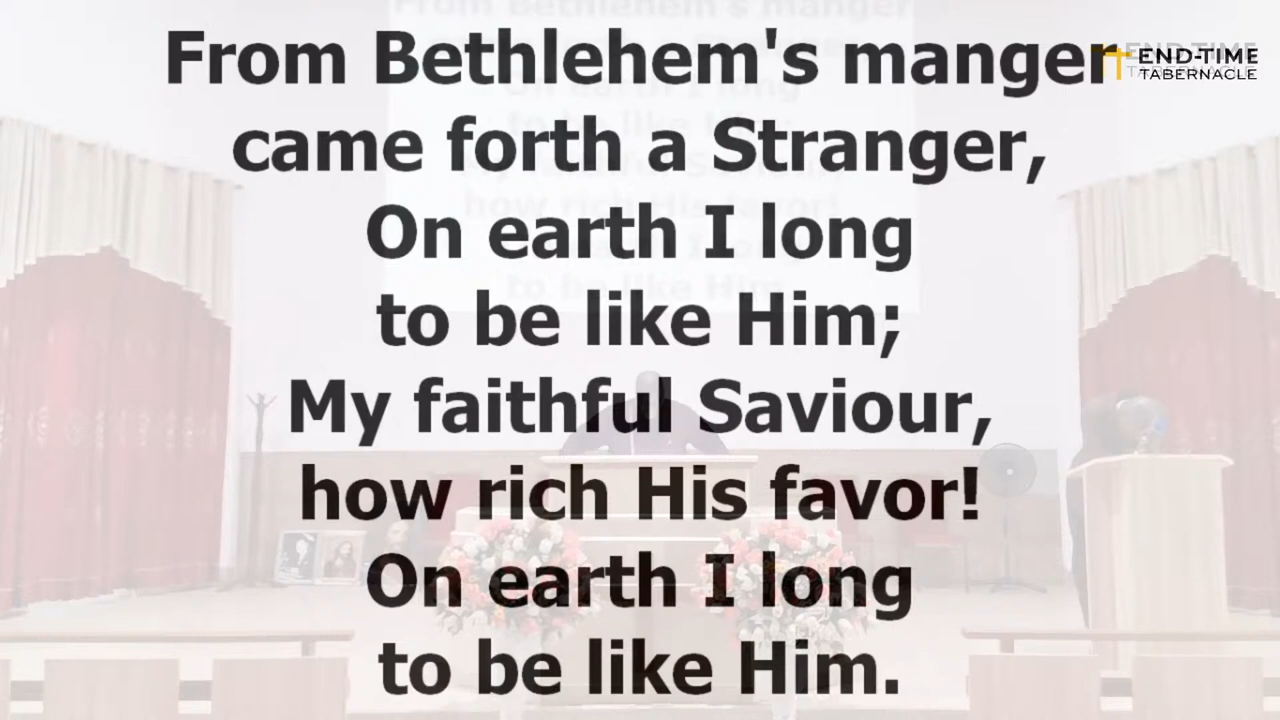 From Bethlehem's manger
came forth a Stranger,
On earth I long
to be like Him;
My faithful Saviour,
how rich His favor!
On earth I long
to be like Him.
END-TIME
TABERNACLE